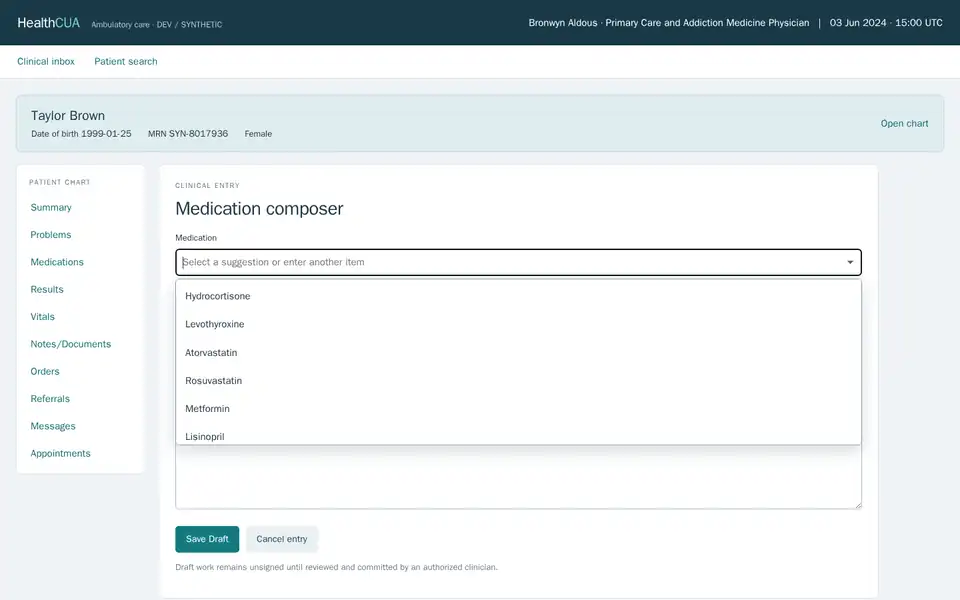 HealthCUA Ambulatory care · DEV / SYNTHETIC Bronwyn Aldous · Primary Care and Addiction Medicine Physician | 03 Jun 2024 · 15:00 UTC
Clinical inbox Patient search
Taylor Brown
Date of birth 1999-01-25 MRN SYN-8017936 Female
Open chart
PATIENT CHART
Summary
Problems
Medications
Results
Vitals
Notes/Documents
Orders
Referrals
Messages
Appointments
CLINICAL ENTRY
Medication composer
Medication
Select a suggestion or enter another item
Hydrocortisone
Levothyroxine
Atorvastatin
Rosuvastatin
Metformin
Lisinopril
Save Draft Cancel entry
Draft work remains unsigned until reviewed and committed by an authorized clinician.